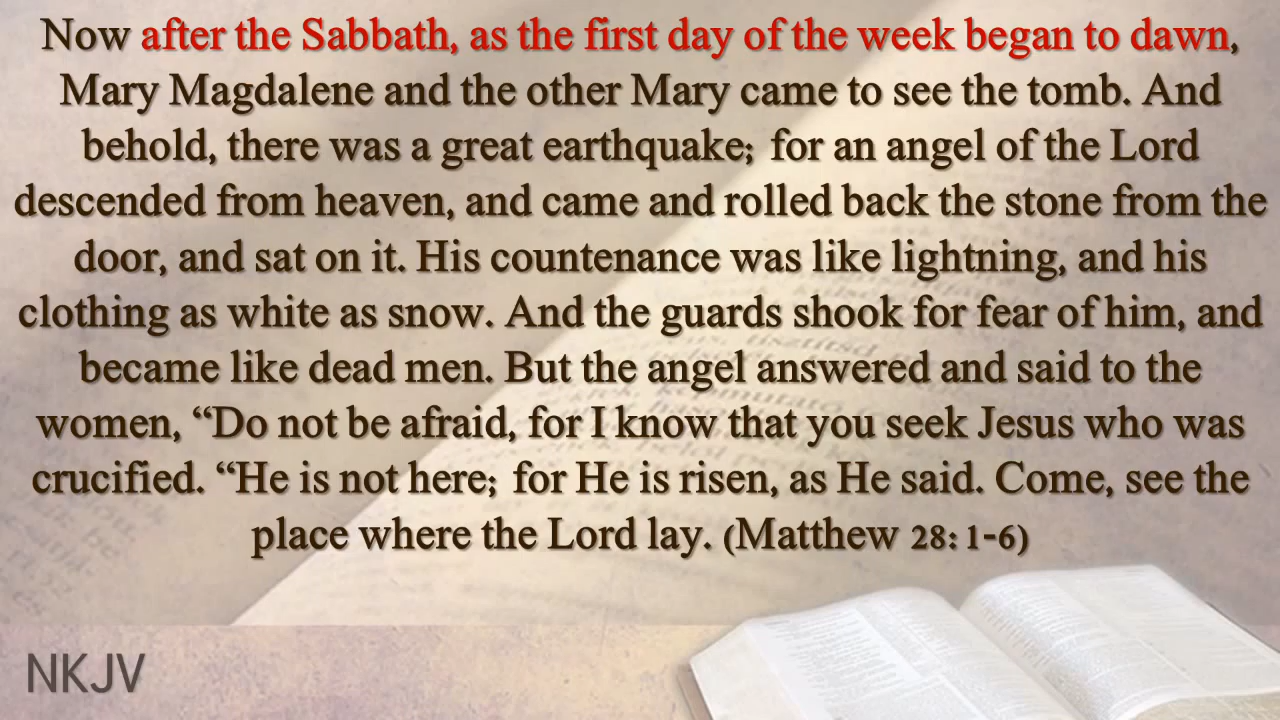 Now after the Sabbath, as the first day of the week began to dawn,
Mary Magdalene and the other Mary came to see the tomb. And
behold, there was a great earthquake; for an angel of the Lord
descended from heaven, and came and rolled back the stone from the
door, and sat on it. His countenance was like lightning, and his
clothing as white as snow. And the guards shook for fear of him, and
became like dead men. But the angel answered and said to the
women, “Do not be afraid, for I know that you seek Jesus who was
crucified. “He is not here; for He is risen, as He said. Come, see the
place where the Lord lay. (Matthew 28: 1-6)
NKJV